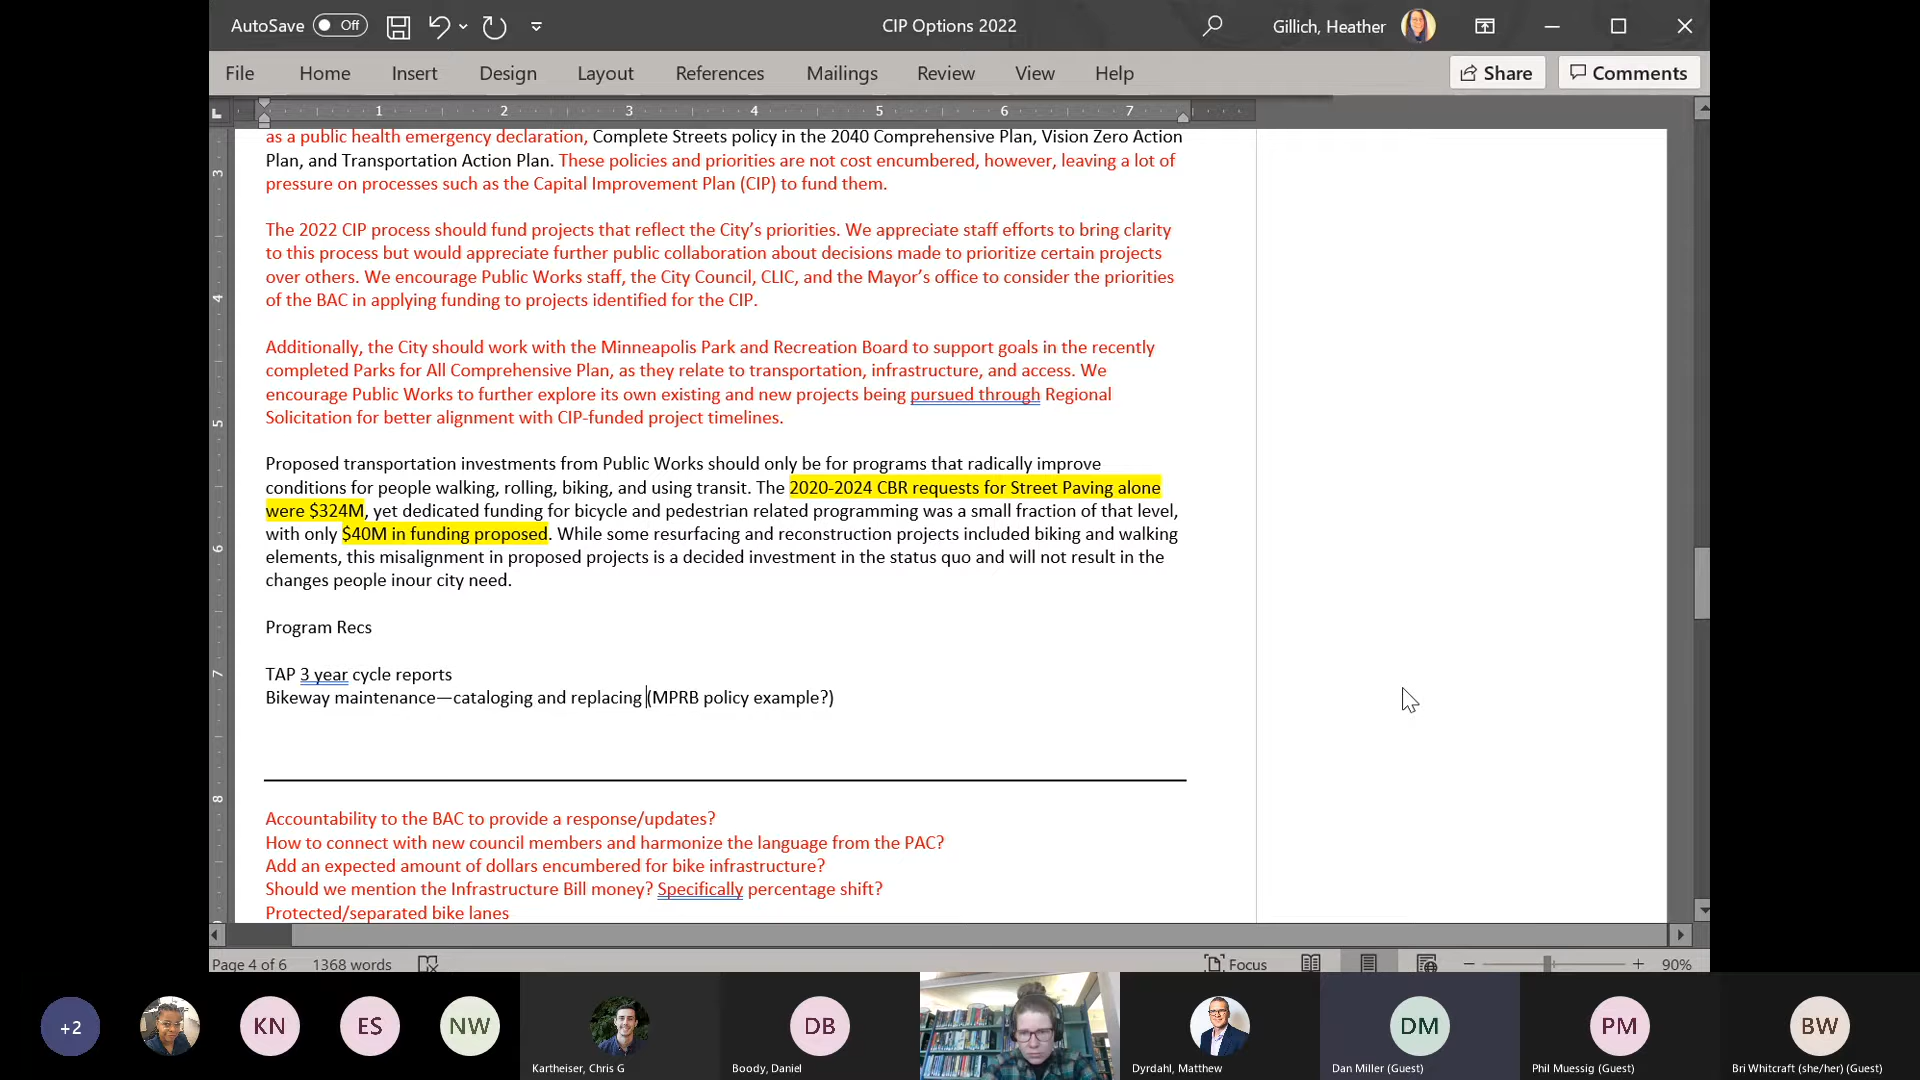 AutoSave Off CIP Options 2022 Gillich, Heather
File Home Insert Design Layout References Mailings Review View Help Share Comments
1 2 3 4 5 6 7
as a public health emergency declaration, Complete Streets policy in the 2040 Comprehensive Plan, Vision Zero Action
Plan, and Transportation Action Plan. These policies and priorities are not cost encumbered, however, leaving a lot of
pressure on processes such as the Capital Improvement Plan (CIP) to fund them.
The 2022 CIP process should fund projects that reflect the City's priorities. We appreciate staff efforts to bring clarity
to this process but would appreciate further public collaboration about decisions made to prioritize certain projects
over others. We encourage Public Works staff, the City Council, CLIC, and the Mayor's office to consider the priorities
of the BAC in applying funding to projects identified for the CIP.
Additionally, the City should work with the Minneapolis Park and Recreation Board to support goals in the recently
completed Parks for All Comprehensive Plan, as they relate to transportation, infrastructure, and access. We
encourage Public Works to further explore its own existing and new projects being pursued through Regional
Solicitation for better alignment with CIP-funded project timelines.
Proposed transportation investments from Public Works should only be for programs that radically improve
conditions for people walking, rolling, biking, and using transit. The 2020-2024 CBR requests for Street Paving alone
were $324M, yet dedicated funding for bicycle and pedestrian related programming was a small fraction of that level,
with only $40M in funding proposed. While some resurfacing and reconstruction projects included biking and walking
elements, this misalignment in proposed projects is a decided investment in the status quo and will not result in the
changes people inour city need.
Program Recs
TAP 3 year cycle reports
Bikeway maintenance—cataloging and replacing (MPRB policy example?)
Accountability to the BAC to provide a response/updates?
How to connect with new council members and harmonize the language from the PAC?
Add an expected amount of dollars encumbered for bike infrastructure?
Should we mention the Infrastructure Bill money? Specifically percentage shift?
Protected/separated bike lanes
3
4
5
6
7
8
Page 4 of 6 1368 words Focus 90%
+2 KN ES NW DB DM PM BW
Kartheiser, Chris G Boody, Daniel Dyrdahl, Matthew Dan Miller (Guest) Phil Muessig (Guest) Bri Whitcraft (she/her) (Guest)